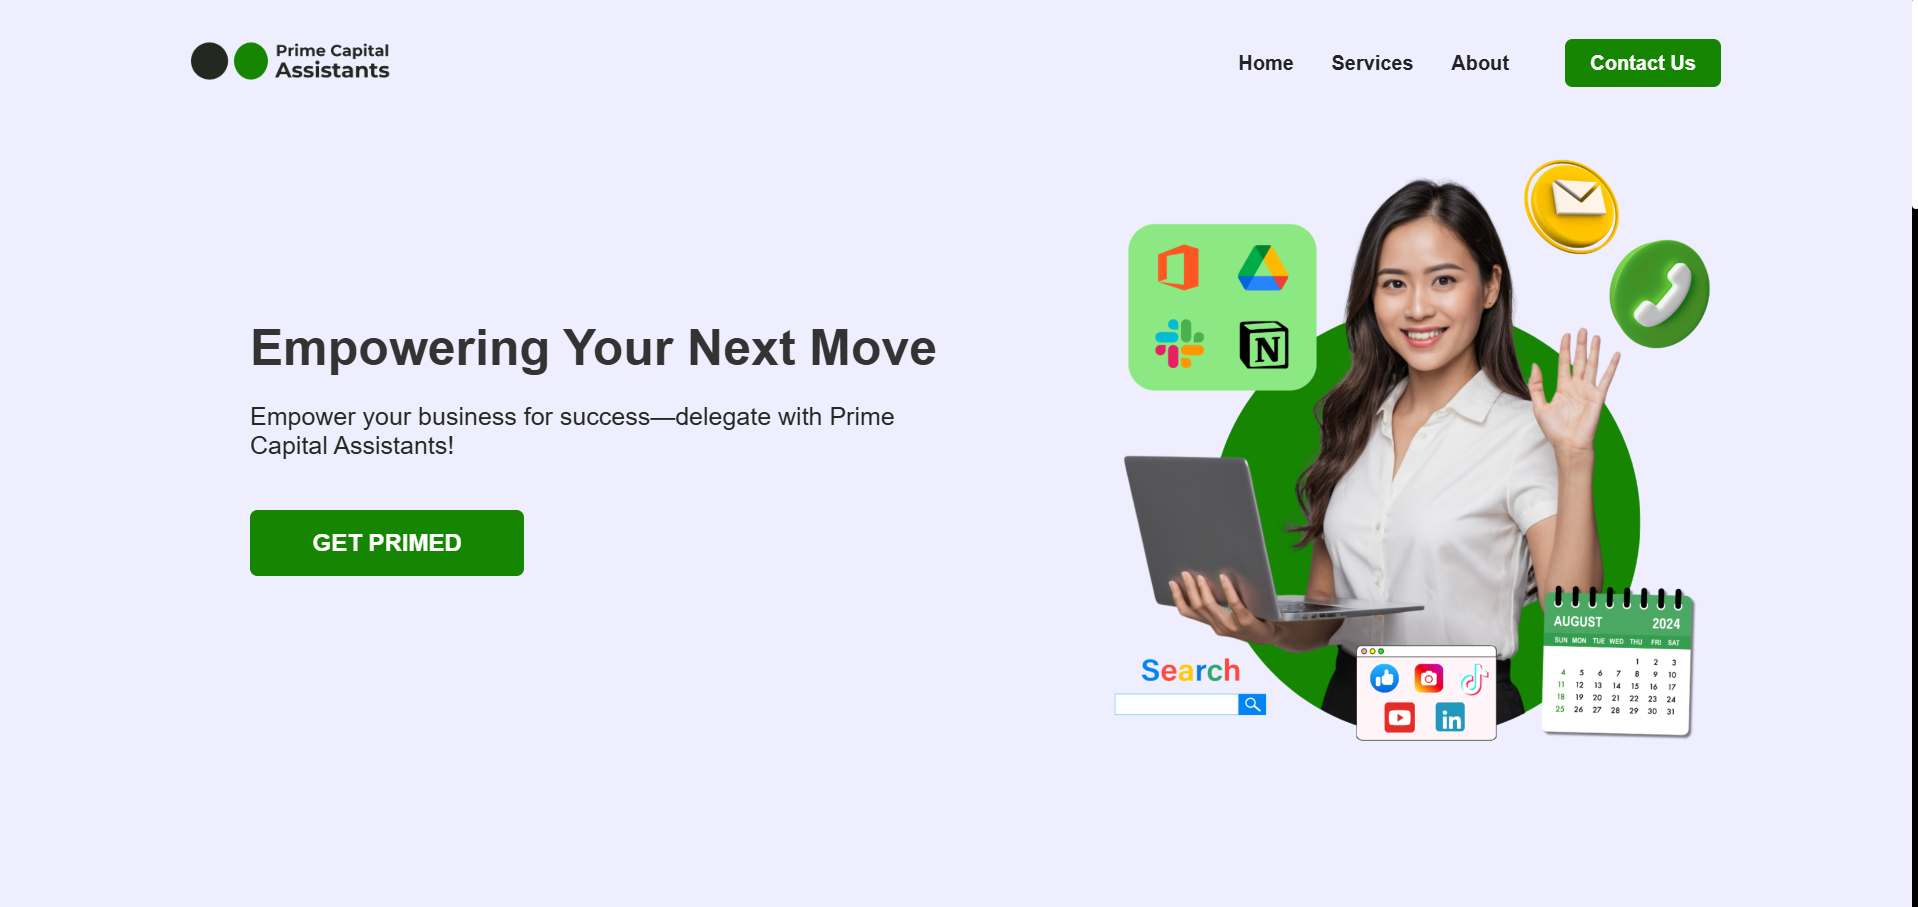 Prime Capital
Assistants
Home
Services
About
Contact Us
Empowering Your Next Move
Empower your business for success—delegate with Prime
Capital Assistants!
GET PRIMED
N
AUGUST 2024
SUN MON TUE WED THU FRI SAT
1 2 3
4 5 6 7 8 9 10
11 12 13 14 15 16 17
18 19 20 21 22 23 24
25 26 27 28 29 30 31
Search
in